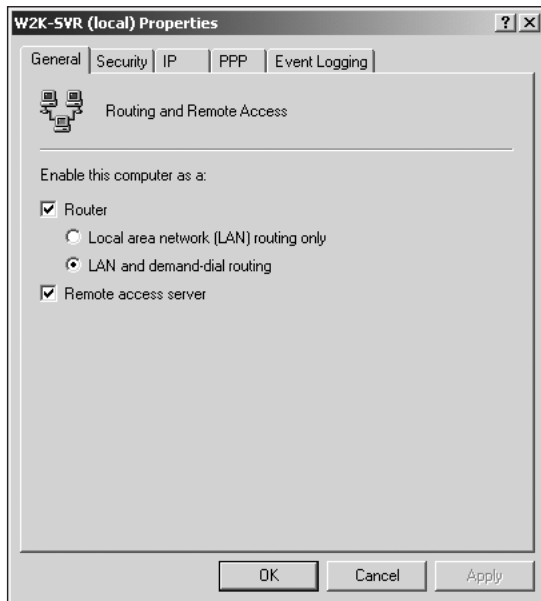 W2K-SVR (local) Properties
General Security IP PPP Event Logging
Routing and Remote Access
Enable this computer as a:
Router
Local area network (LAN) routing only
LAN and demand-dial routing
Remote access server
OK Cancel Apply